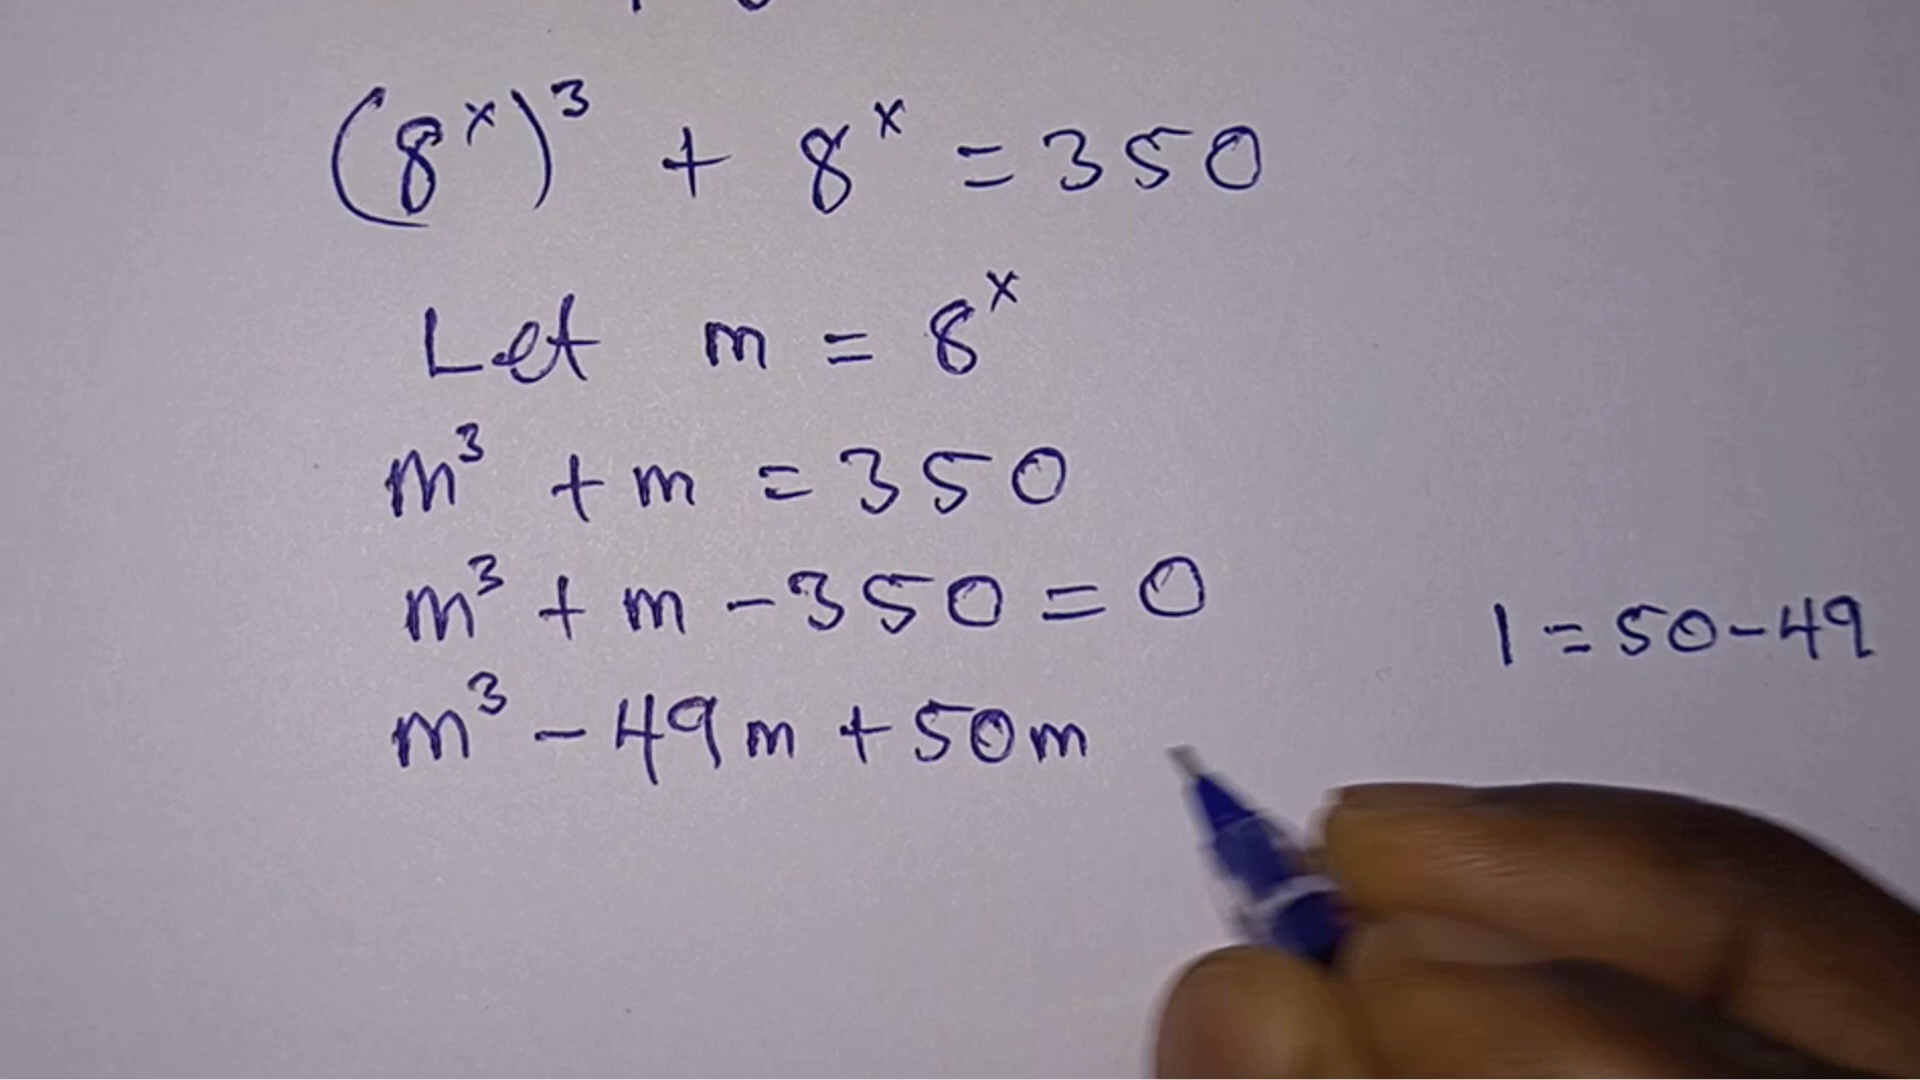 (8^x)^3 + 8^x = 350
Let m = 8^x
m^3 + m = 350
m^3 + m - 350 = 0
1 = 50 - 49
m^3 - 49m + 50m